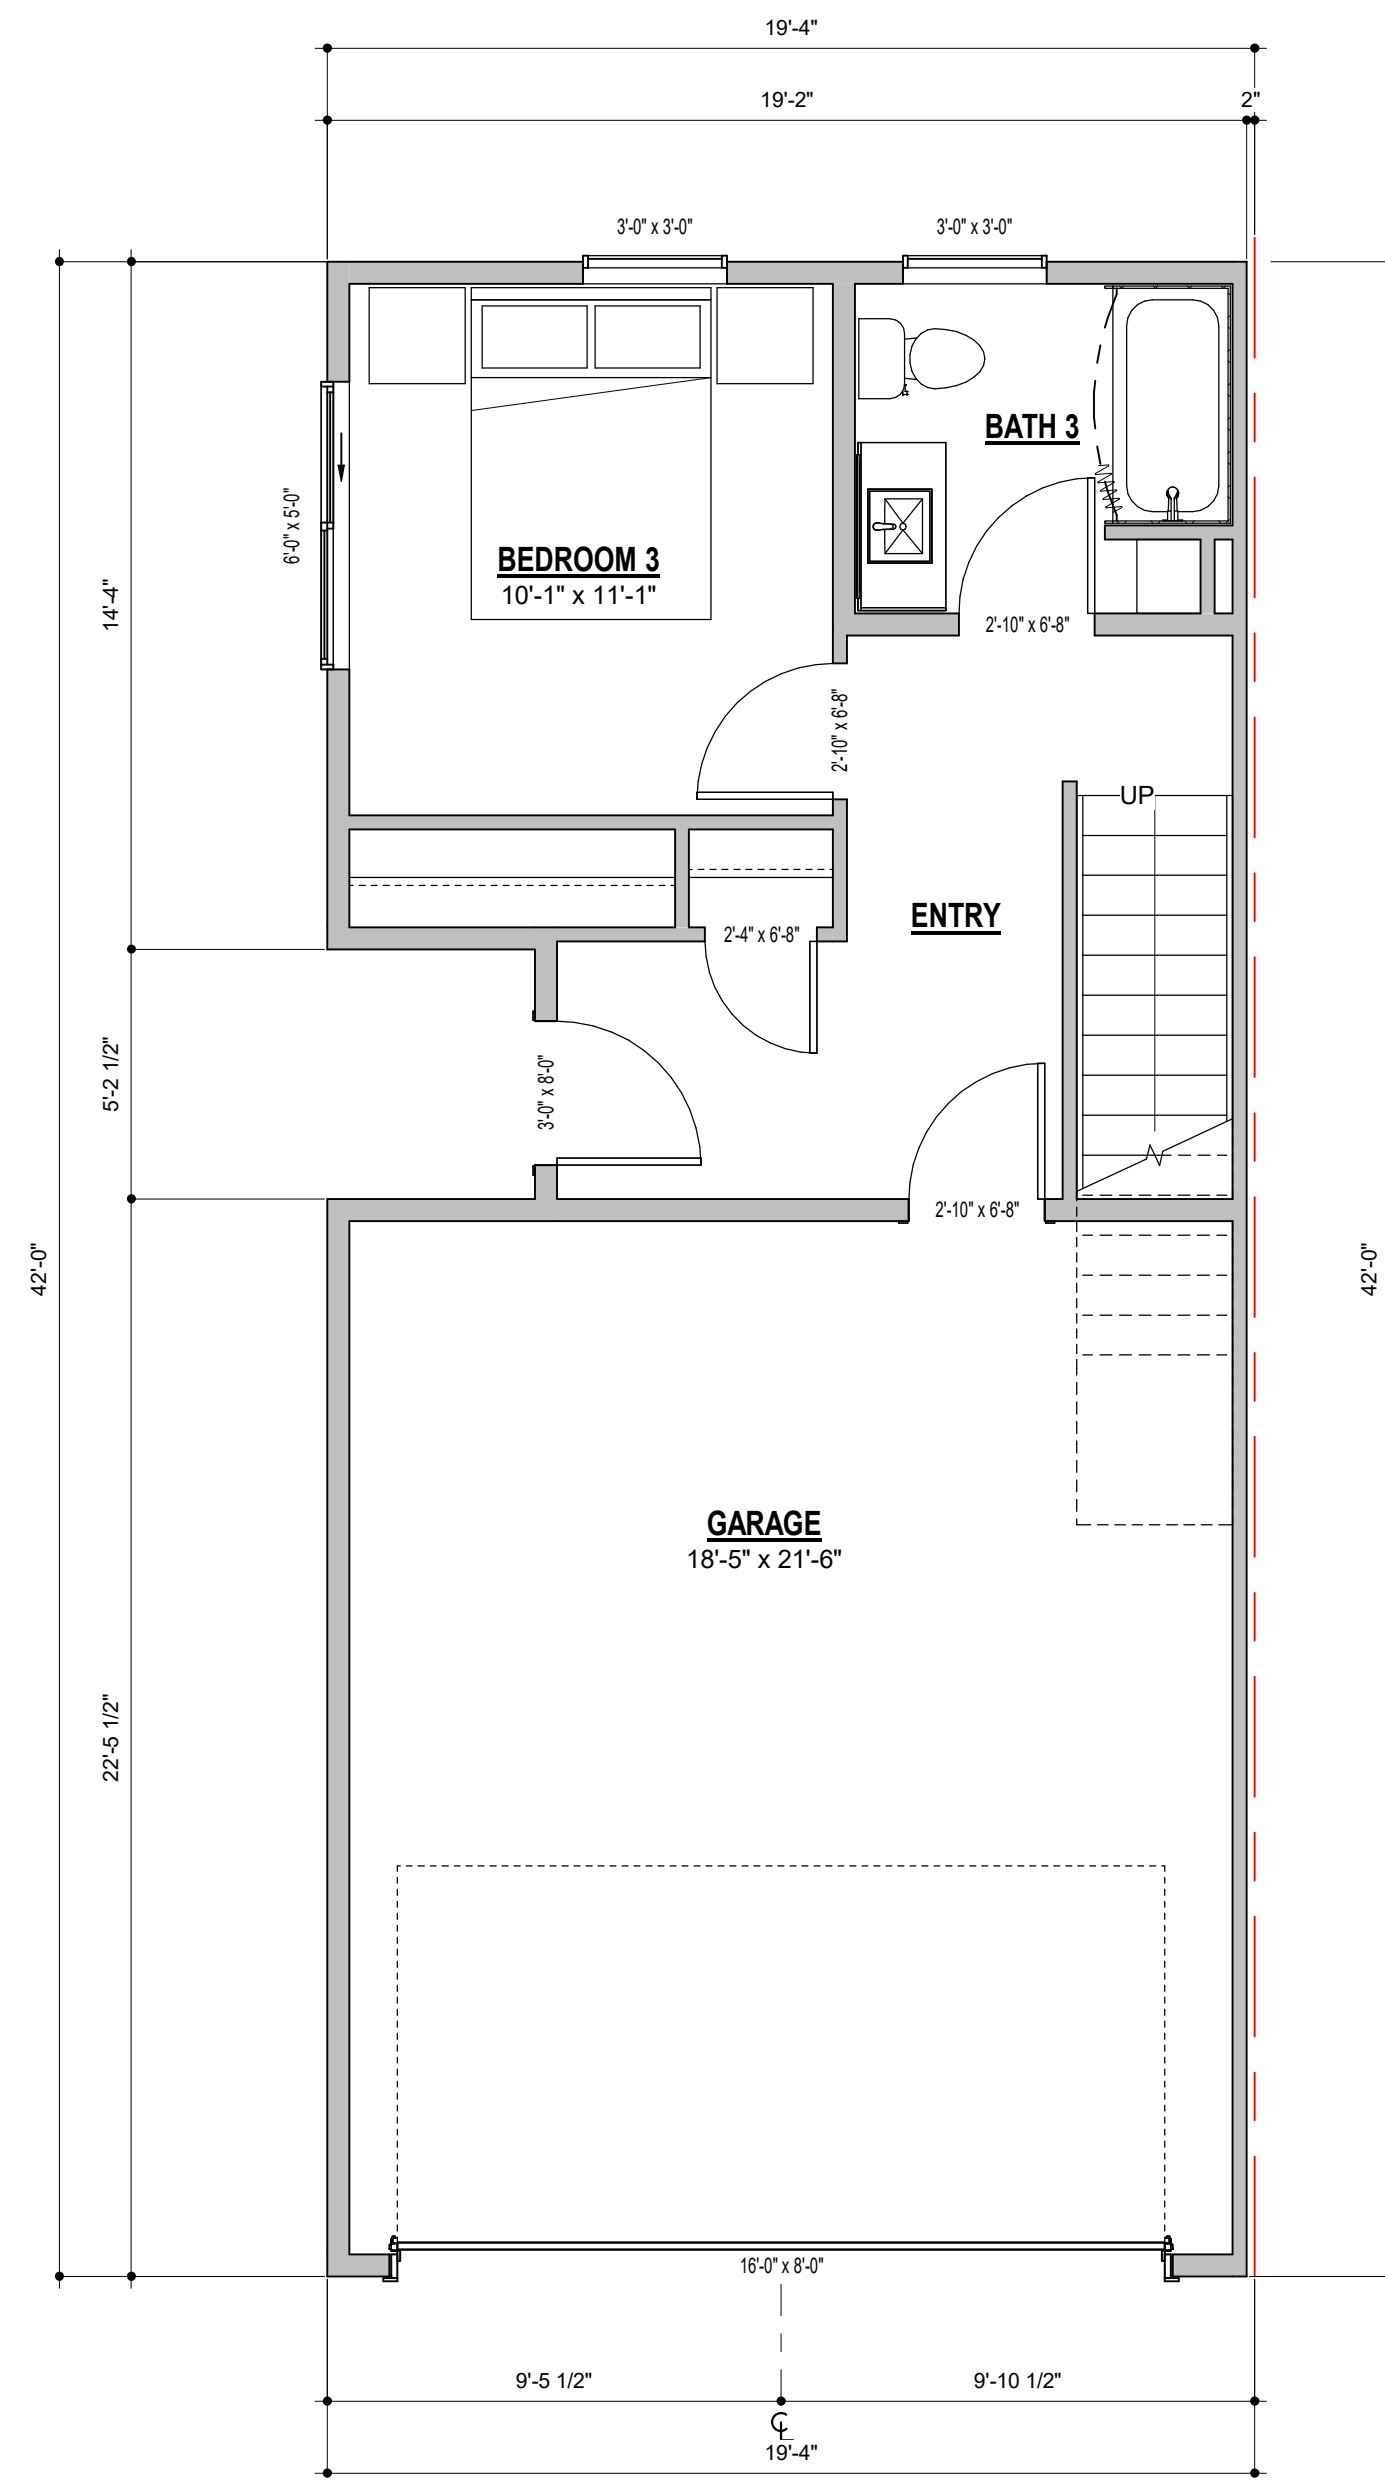 19'-4"
19'-2"
2"
3'-0" x 3'-0"
3'-0" x 3'-0"
BATH 3
6'-0" x 5'-0"
BEDROOM 3
10'-1" x 11'-1"
14'-4"
2'-10" x 6'-8"
2'-10" x 6'-8"
UP
ENTRY
2'-4" x 6'-8"
5'-2 1/2"
3'-0" x 8'-0"
2'-10" x 6'-8"
42'-0"
42'-0"
GARAGE
18'-5" x 21'-6"
22'-5 1/2"
16'-0" x 8'-0"
9'-5 1/2"
9'-10 1/2"
℄
19'-4"